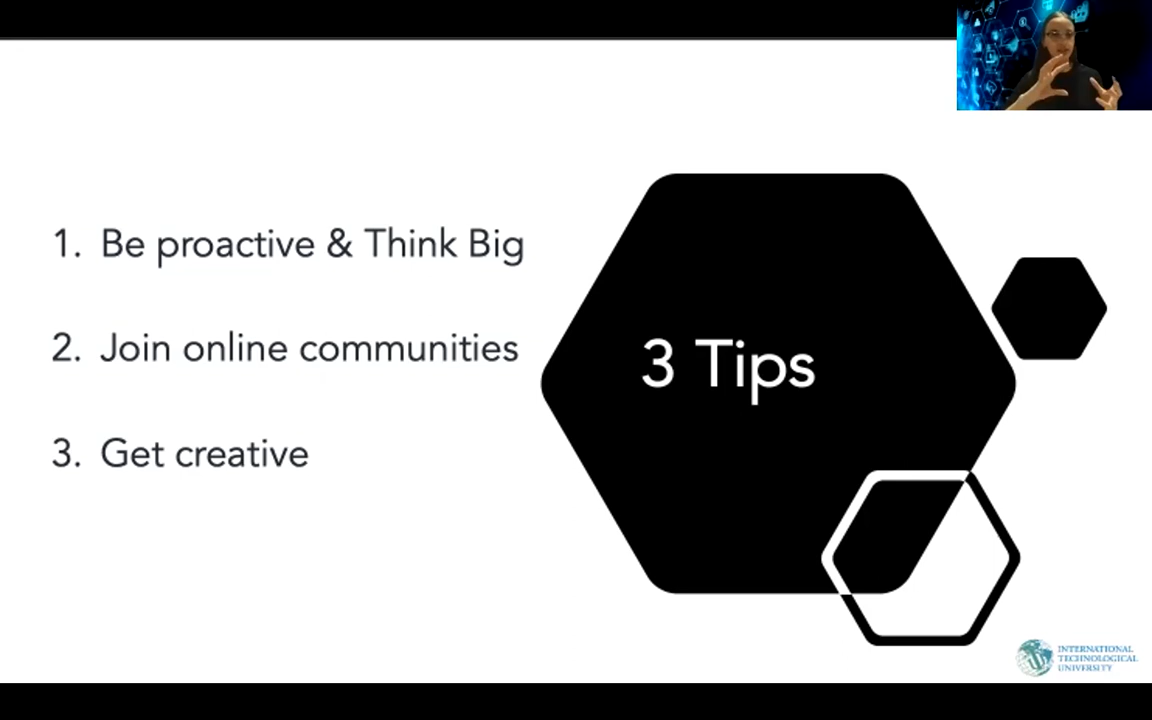 1. Be proactive & Think Big
2. Join online communities
3. Get creative
3 Tips
INTERNATIONAL
TECHNOLOGICAL
UNIVERSITY